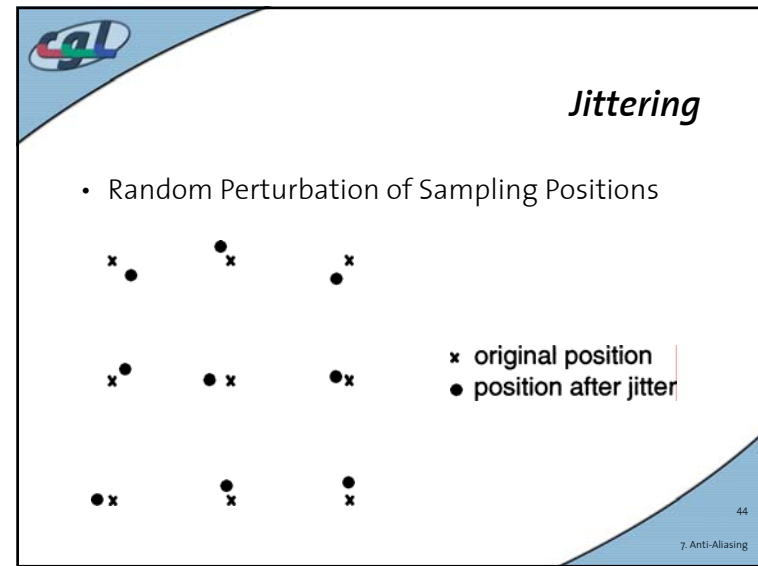 cgl
Jittering
• Random Perturbation of Sampling Positions
x original position
● position after jitter
44
7. Anti-Aliasing